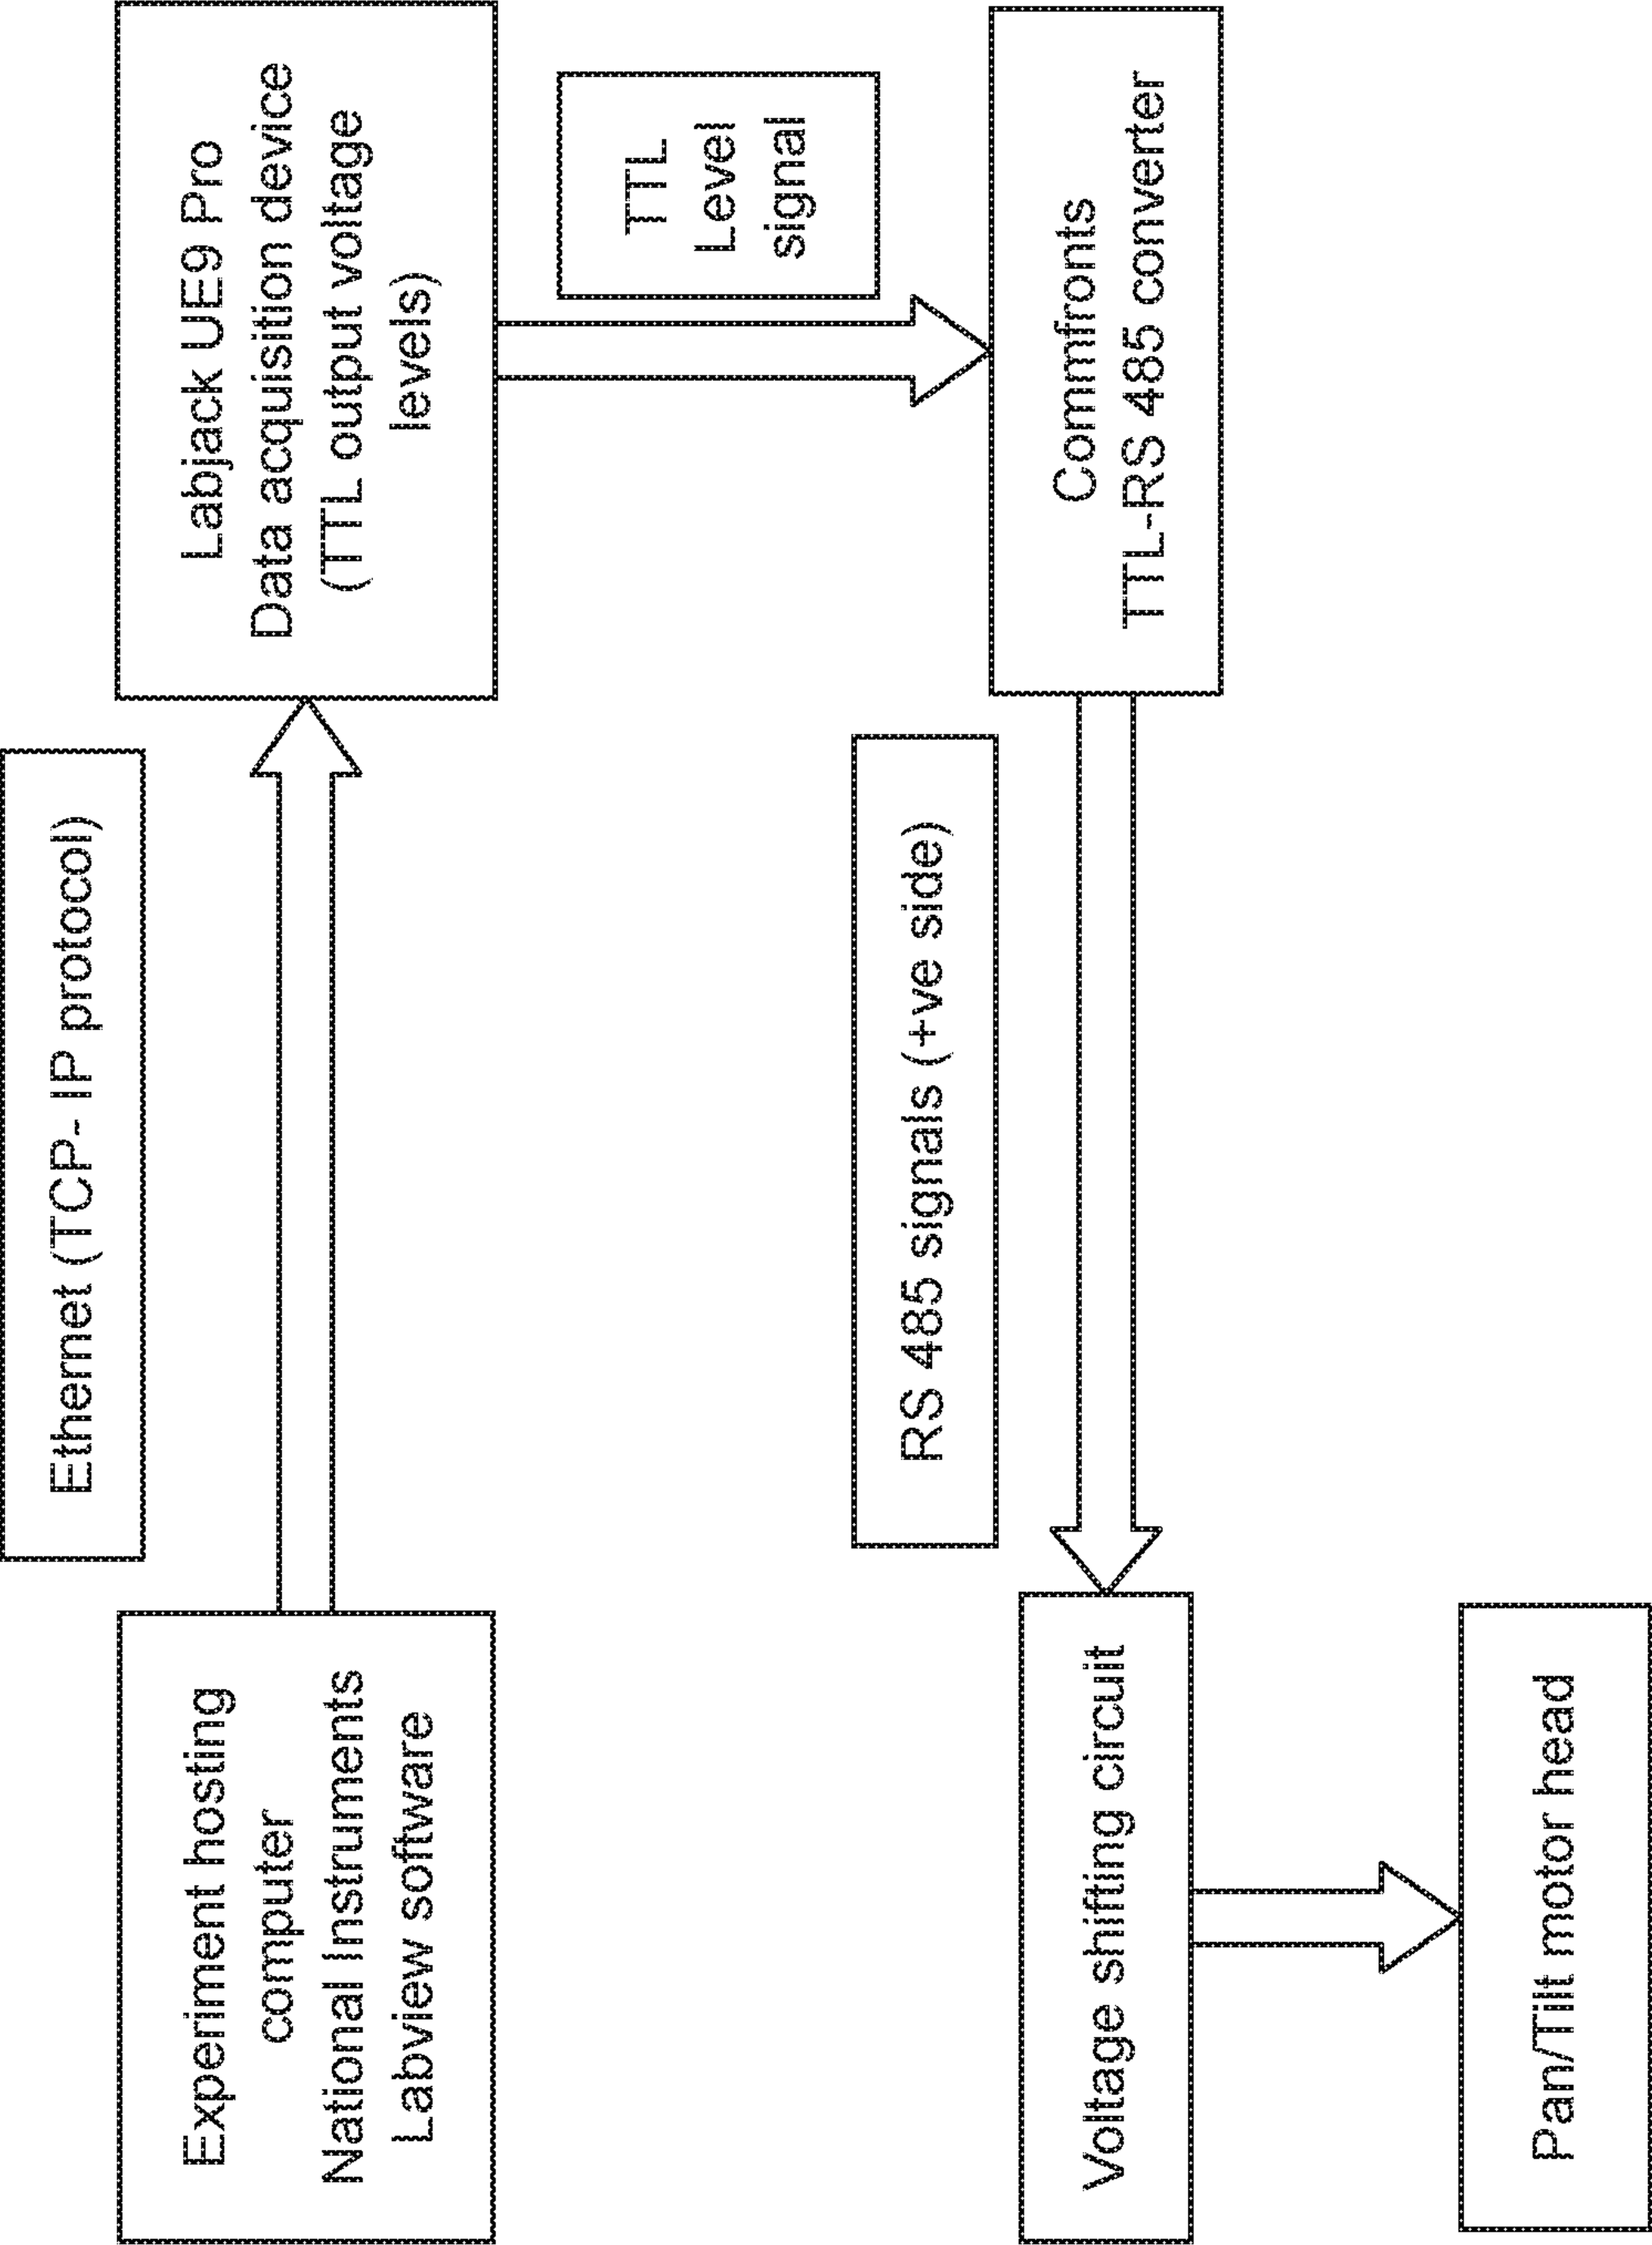 Experiment hosting
computer
National Instruments
Labview software
Ethernet (TCP- IP protocol)
Labjack UE9 Pro
Data acquisition device
(TTL output voltage
levels)
TTL
Level
signal
Commfronts
TTL-RS 485 converter
RS 485 signals (+ve side)
Voltage shifting circuit
Pan/Tilt motor head